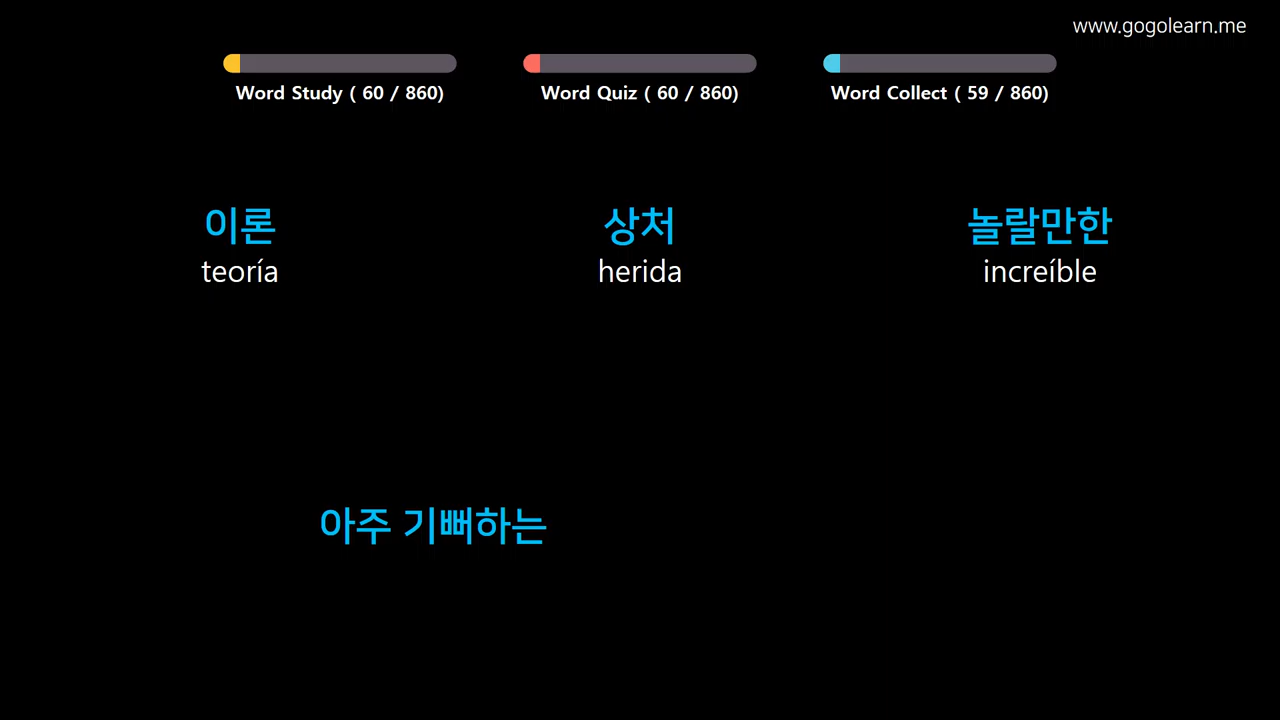 www.gogolearn.me
Word Study ( 60 / 860)
Word Quiz ( 60 / 860)
Word Collect ( 59 / 860)
이론
teoría
상처
herida
놀랄만한
increíble
아주 기뻐하는